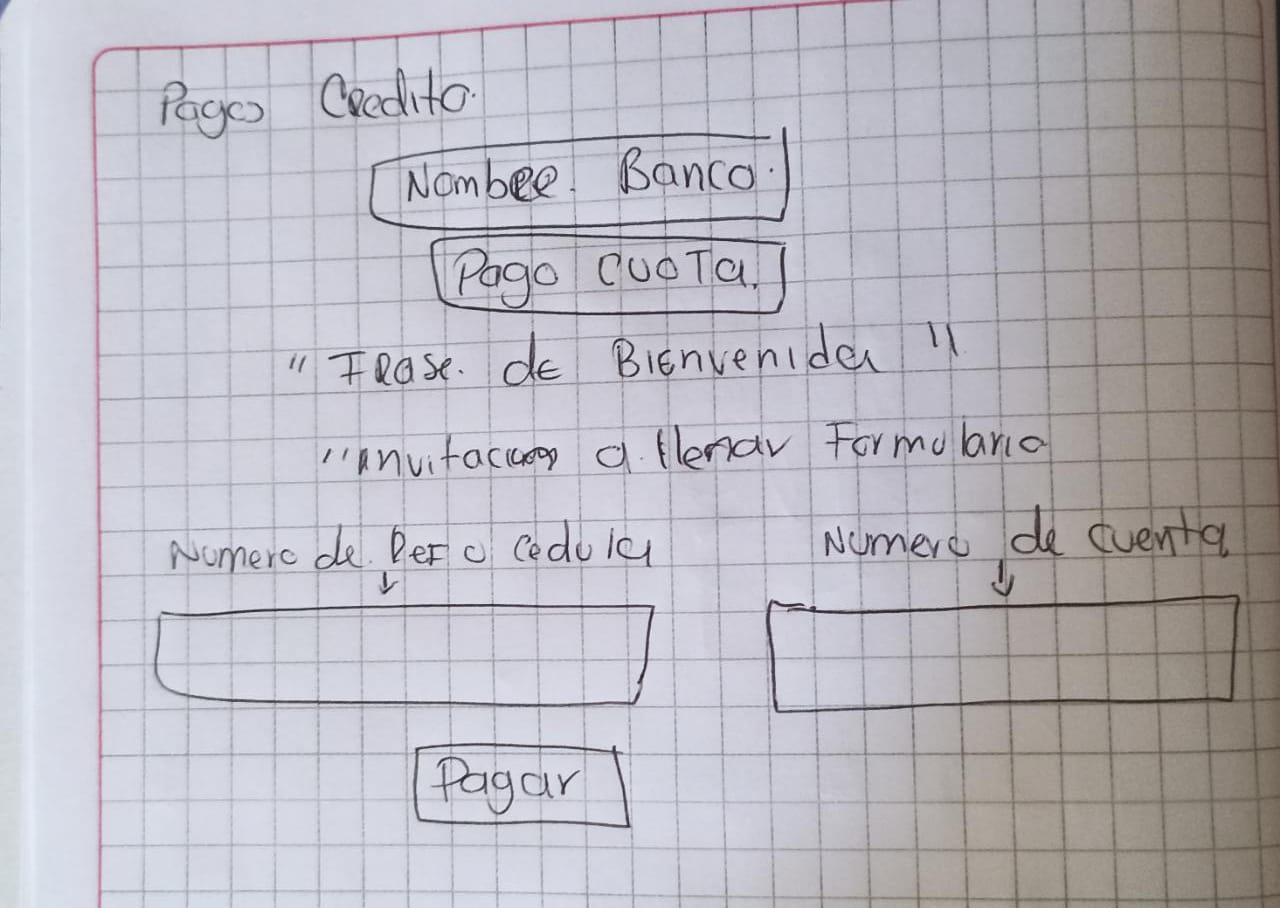 Pagos Credito.
Nombre Banco.
Pago cuota.
"Frase. de Bienvenida"
"invitacion a llenar Formulario
Numero de Ref o Cedula
Numero de cuenta
Pagar